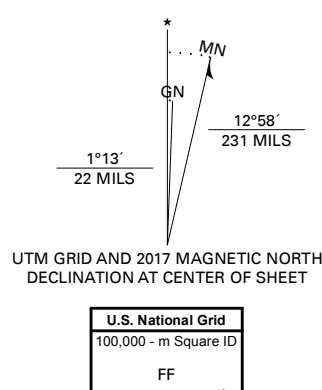 ★
MN
GN
12°58´
231 MILS
1°13´
22 MILS
UTM GRID AND 2017 MAGNETIC NORTH
DECLINATION AT CENTER OF SHEET
U.S. National Grid
100,000 - m Square ID
FF